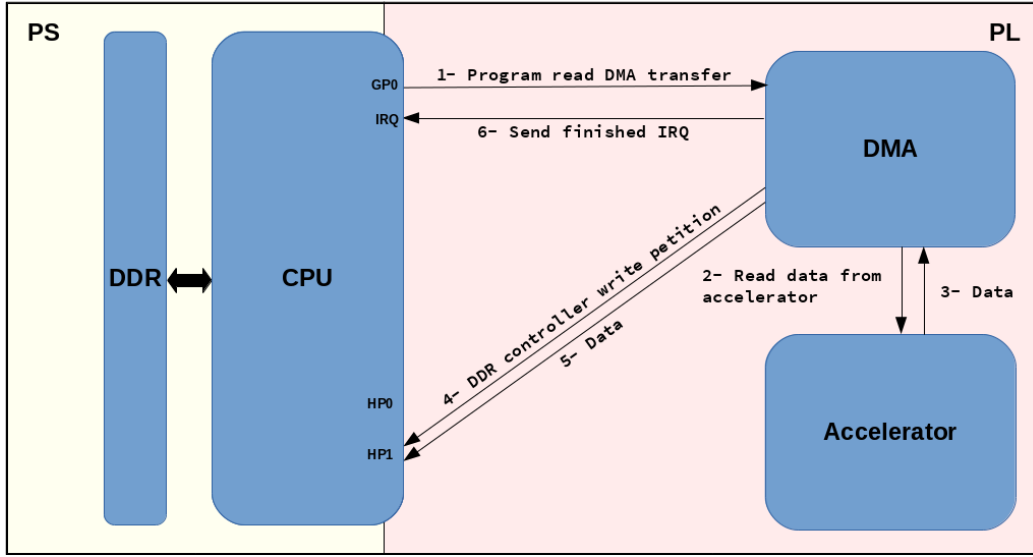 PS
PL
GP0
1- Program read DMA transfer
IRQ
6- Send finished IRQ
DMA
DDR
CPU
4- DDR controller write petition
5- Data
2- Read data from
accelerator
3- Data
HP0
HP1
Accelerator